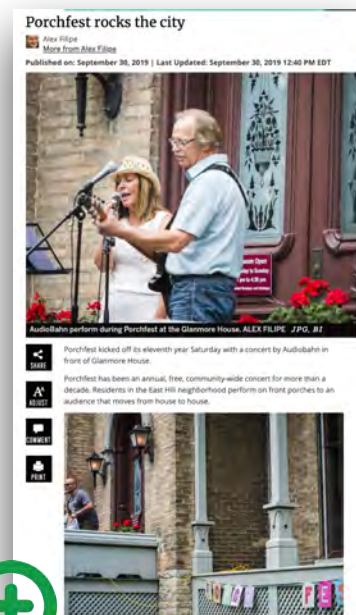 Porchfest rocks the city
Alex Filipe
More from Alex Filipe
Published on: September 30, 2019 | Last Updated: September 30, 2019 12:40 PM EDT
AudioBahn perform during Porchfest at the Glanmore House. ALEX FILIPE JPG, BI
SHARE
Porchfest kicked off its eleventh year Saturday with a concert by Audiobahn in
front of Glanmore House.
AA
ADJUST
Porchfest has been an annual, free, community-wide concert for more than a
decade. Residents in the East Hill neighborhood perform on front porches to an
audience that moves from house to house.
COMMENT
PRINT
FES